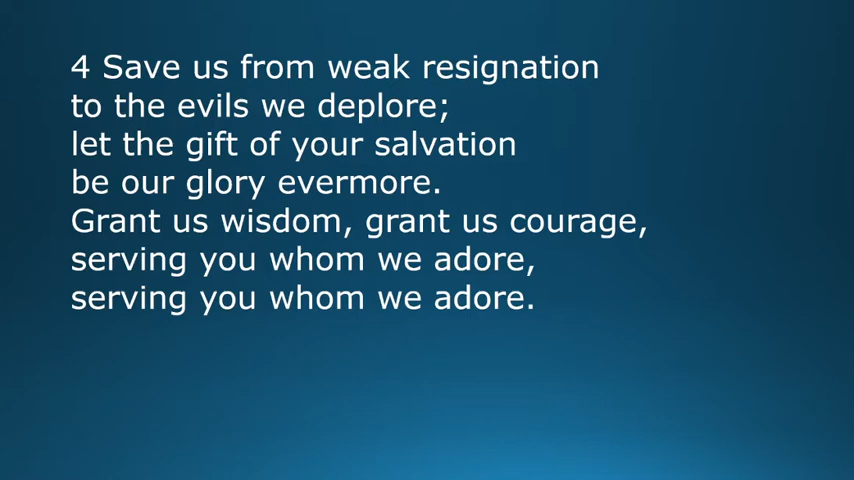 4 Save us from weak resignation
to the evils we deplore;
let the gift of your salvation
be our glory evermore.
Grant us wisdom, grant us courage,
serving you whom we adore,
serving you whom we adore.